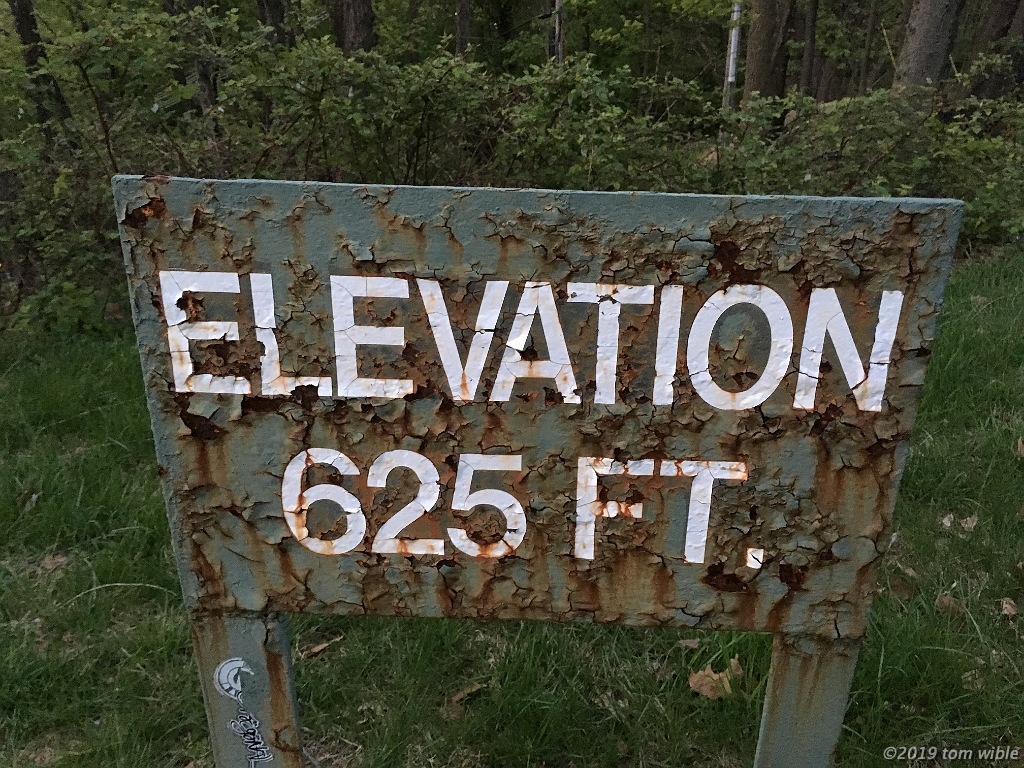 ELEVATION
625 FT.
©2019 tom wible